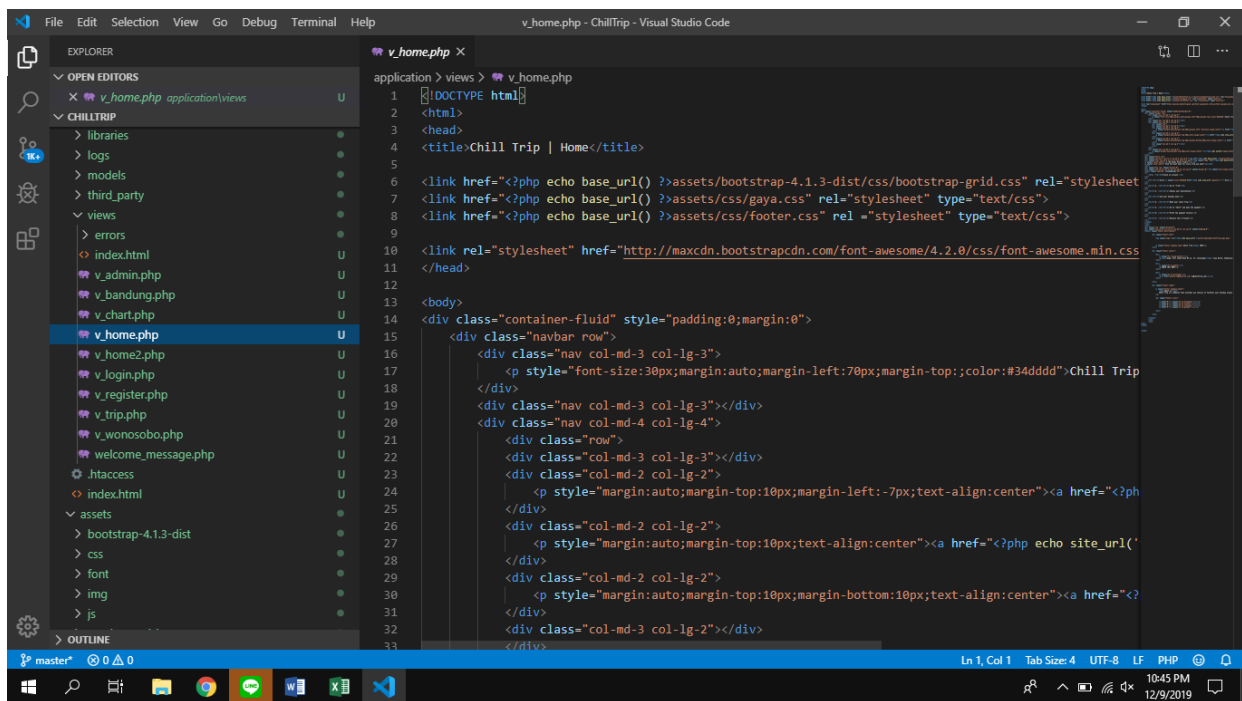 File Edit Selection View Go Debug Terminal Help v_home.php - ChillTrip - Visual Studio Code
EXPLORER
OPEN EDITORS
v_home.php application\views U
CHILLTRIP
libraries
logs
models
third_party
views
errors
index.html U
v_admin.php U
v_bandung.php U
v_chart.php U
v_home.php U
v_home2.php U
v_login.php U
v_register.php U
v_trip.php U
v_wonosobo.php U
welcome_message.php U
.htaccess U
index.html U
assets
bootstrap-4.1.3-dist
css
font
img
js
OUTLINE
1K+
v_home.php
application > views > v_home.php
1 <!DOCTYPE html>
2 <html>
3 <head>
4 <title>Chill Trip | Home</title>
5
6 <link href="<?php echo base_url() ?>assets/bootstrap-4.1.3-dist/css/bootstrap-grid.css" rel="stylesheet
7 <link href="<?php echo base_url() ?>assets/css/gaya.css" rel="stylesheet" type="text/css">
8 <link href="<?php echo base_url() ?>assets/css/footer.css" rel ="stylesheet" type="text/css">
9
10 <link rel="stylesheet" href="http://maxcdn.bootstrapcdn.com/font-awesome/4.2.0/css/font-awesome.min.css
11 </head>
12
13 <body>
14 <div class="container-fluid" style="padding:0;margin:0">
15 <div class="navbar row">
16 <div class="nav col-md-3 col-lg-3">
17 <p style="font-size:30px;margin:auto;margin-left:70px;margin-top:;color:#34dddd">Chill Trip
18 </div>
19 <div class="nav col-md-3 col-lg-3"></div>
20 <div class="nav col-md-4 col-lg-4">
21 <div class="row">
22 <div class="col-md-3 col-lg-3"></div>
23 <div class="col-md-2 col-lg-2">
24 <p style="margin:auto;margin-top:10px;margin-left:-7px;text-align:center"><a href="<?ph
25 </div>
26 <div class="col-md-2 col-lg-2">
27 <p style="margin:auto;margin-top:10px;text-align:center"><a href="<?php echo site_url('
28 </div>
29 <div class="col-md-2 col-lg-2">
30 <p style="margin:auto;margin-top:10px;margin-bottom:10px;text-align:center"><a href="<?
31 </div>
32 <div class="col-md-3 col-lg-2"></div>
33 </div>
master* 0 0 Ln 1, Col 1 Tab Size: 4 UTF-8 LF PHP
LINE
10:45 PM
12/9/2019